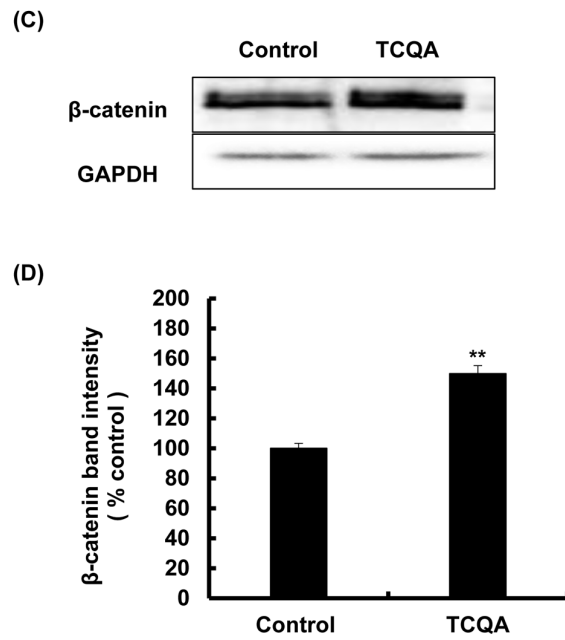 (C)
Control TCQA
β-catenin
GAPDH
(D)
β-catenin band intensity
( % control )
200
180
160
140
120
100
80
60
40
20
0
**
Control TCQA